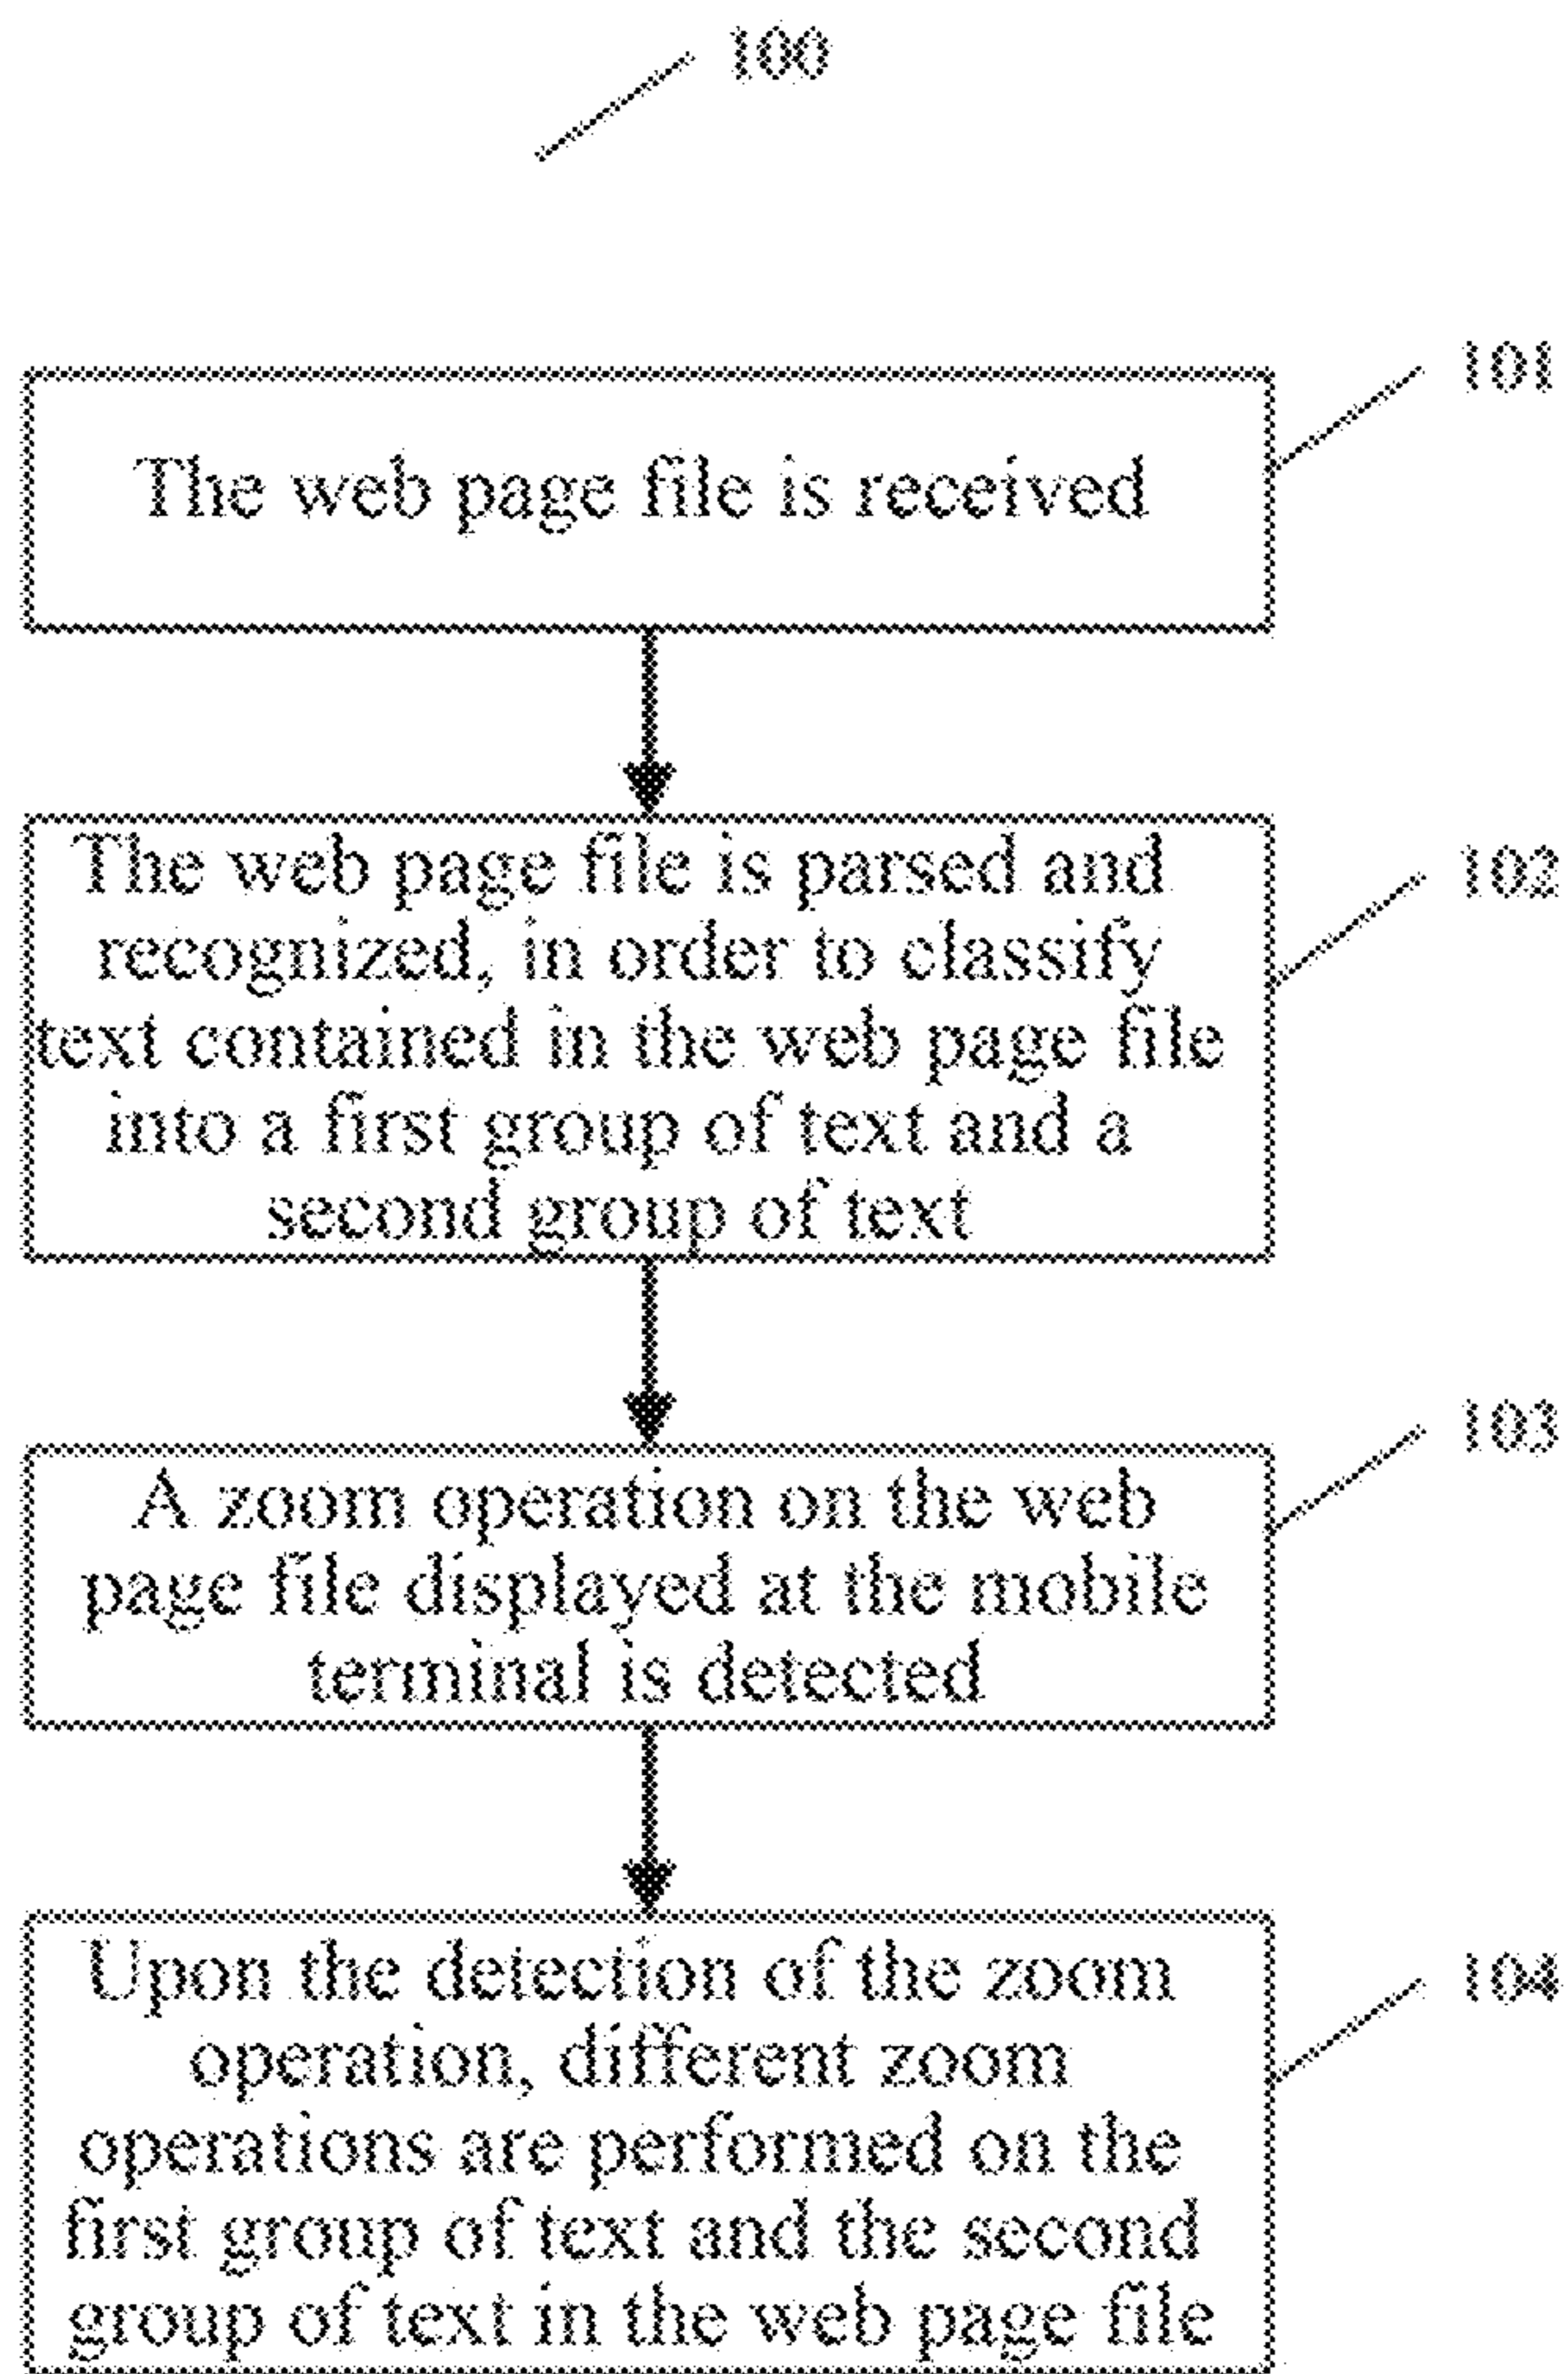 100
101
The web page file is received
102
The web page file is parsed and
recognized, in order to classify
text contained in the web page file
into a first group of text and a
second group of text
103
A zoom operation on the web
page file displayed at the mobile
terminal is detected
104
Upon the detection of the zoom
operation, different zoom
operations are performed on the
first group of text and the second
group of text in the web page file